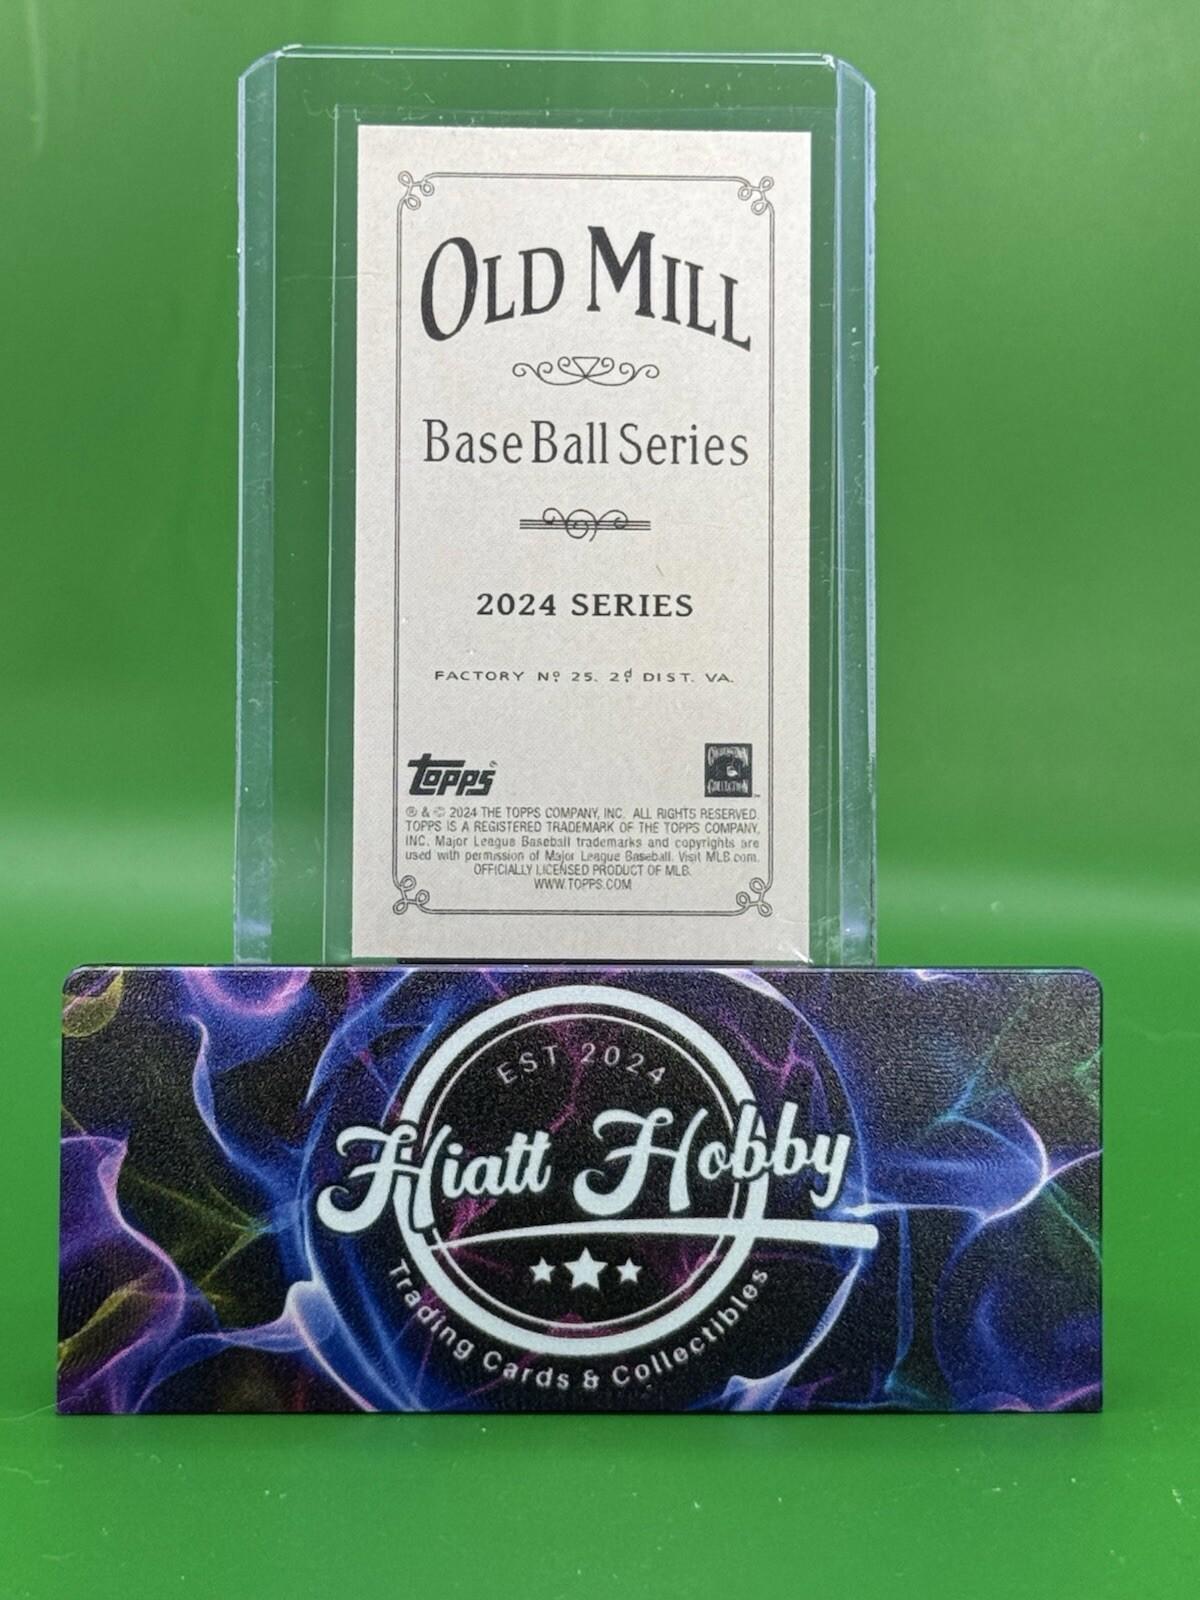 OLD MILL
Base Ball Series
2024 SERIES
FACTORY Nº 25. 2d DIST. VA.
TOPPS®
COOPERSTOWN
COLLECTION™
® & © 2024 THE TOPPS COMPANY, INC. ALL RIGHTS RESERVED.
TOPPS IS A REGISTERED TRADEMARK OF THE TOPPS COMPANY,
INC. Major League Baseball trademarks and copyrights are
used with permission of Major League Baseball. Visit MLB.com.
OFFICIALLY LICENSED PRODUCT OF MLB.
WWW.TOPPS.COM
EST 2024
Hiatt Hobby
Trading Cards & Collectibles